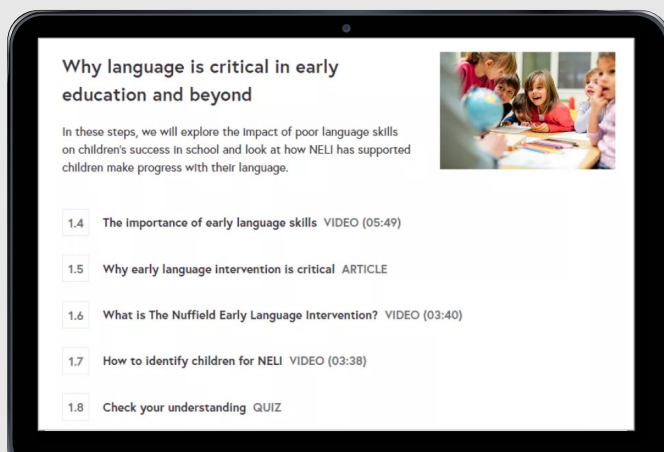 Why language is critical in early
education and beyond
In these steps, we will explore the impact of poor language skills
on children's success in school and look at how NELI has supported
children make progress with their language.
1.4 The importance of early language skills VIDEO (05:49)
1.5 Why early language intervention is critical ARTICLE
1.6 What is The Nuffield Early Language Intervention? VIDEO (03:40)
1.7 How to identify children for NELI VIDEO (03:38)
1.8 Check your understanding QUIZ